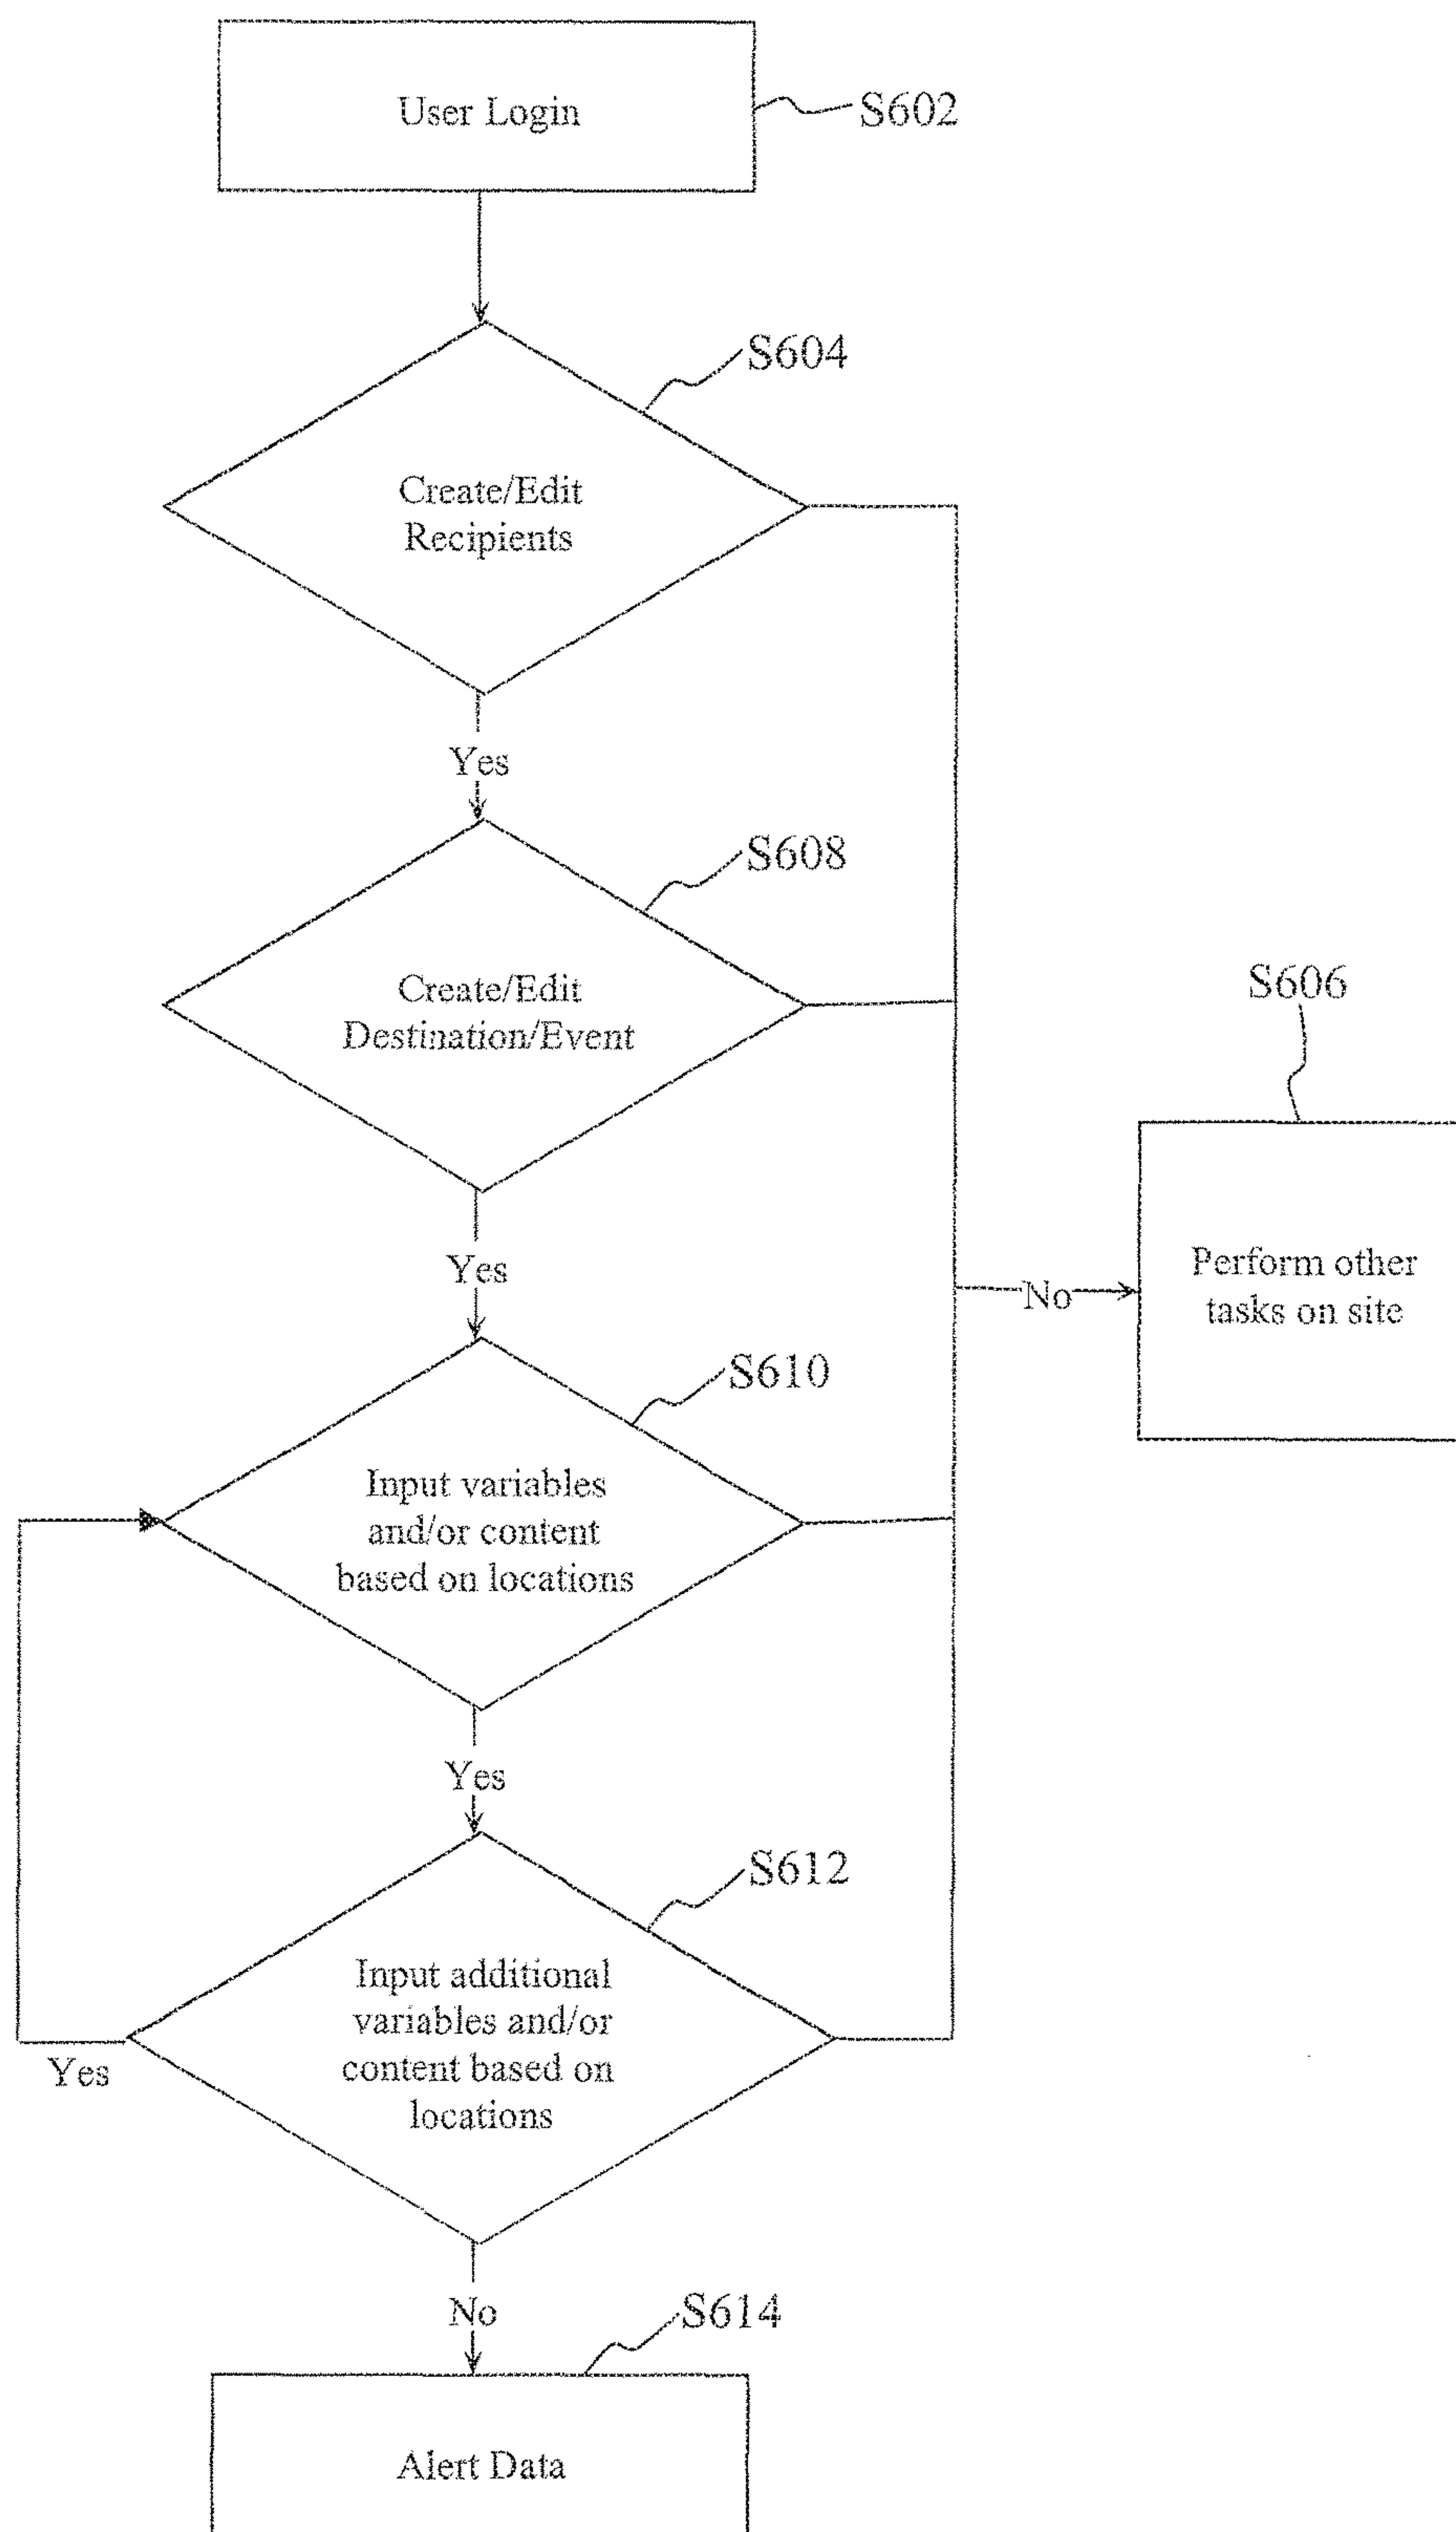 User Login
S602
S604
Create/Edit
Recipients
Yes
S608
Create/Edit
Destination/Event
S606
Yes
Perform other
tasks on site
No
S610
Input variables
and/or content
based on locations
Yes
S612
Input additional
variables and/or
content based on
locations
Yes
No
S614
Alert Data